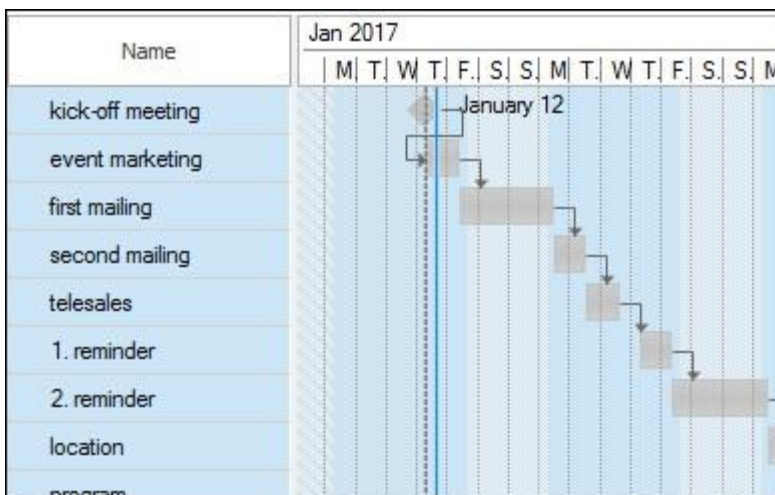 Name
Jan 2017
M T. W T. F. S. S. M T. W T. F. S. S. M
kick-off meeting
January 12
event marketing
first mailing
second mailing
telesales
1. reminder
2. reminder
location
program